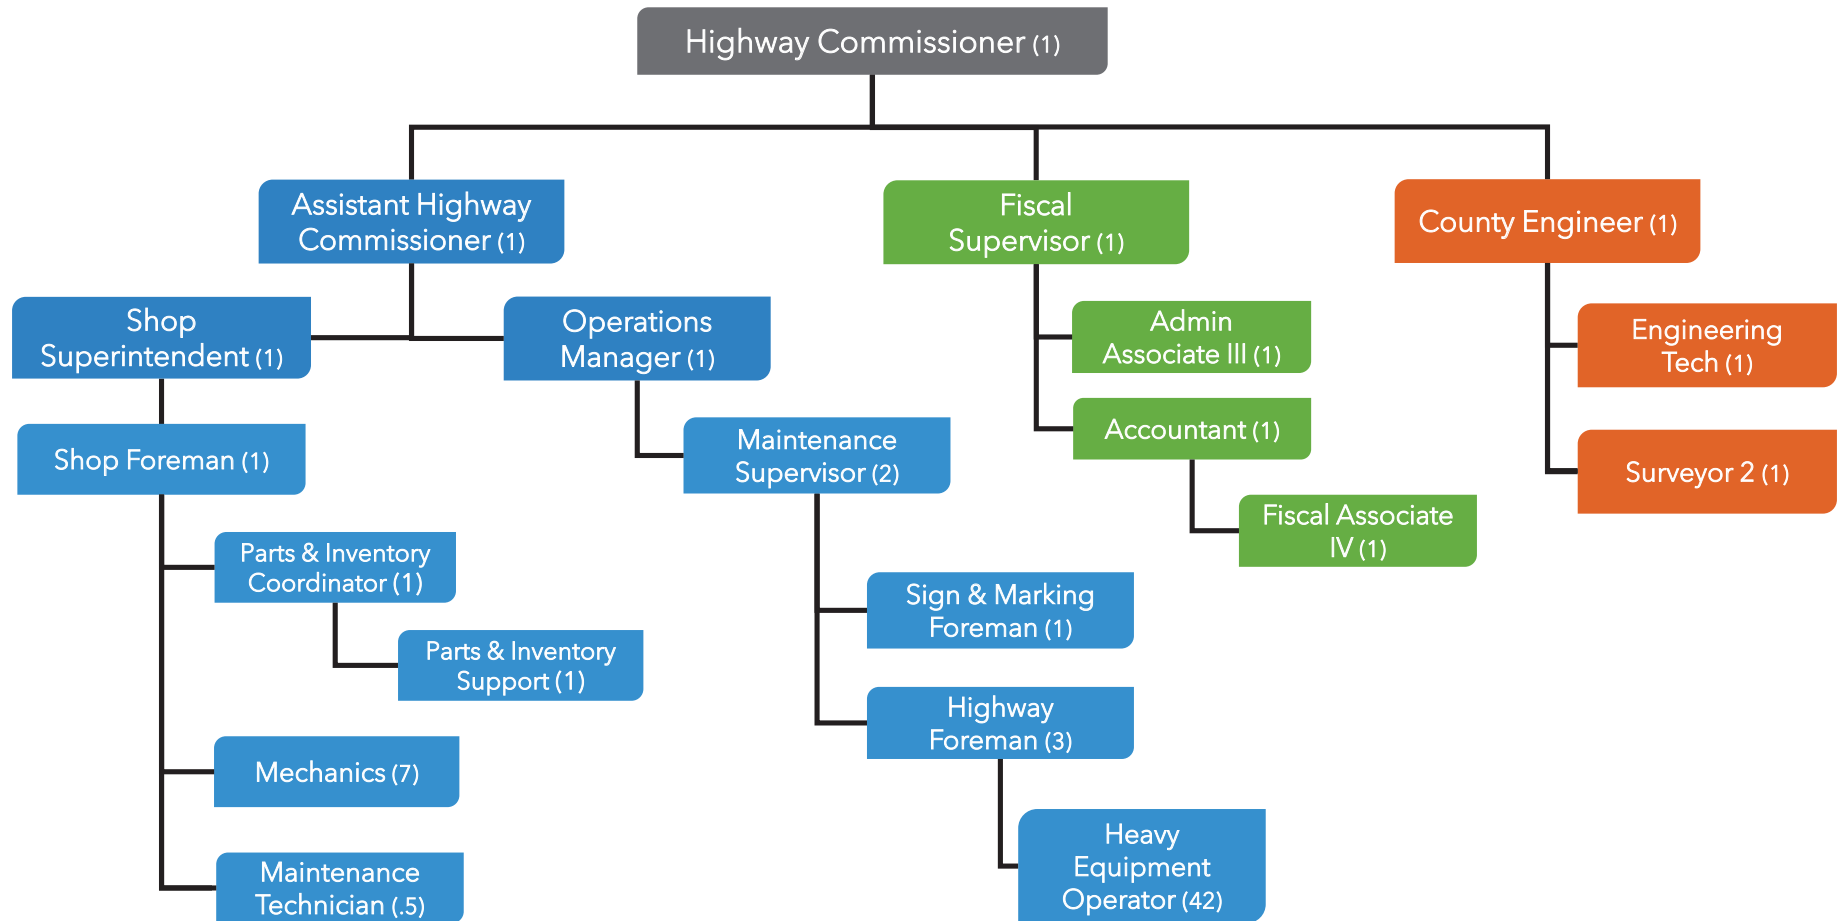 Highway Commissioner (1)
Assistant Highway
Commissioner (1)
Fiscal
Supervisor (1)
County Engineer (1)
Shop
Superintendent (1)
Operations
Manager (1)
Admin
Associate III (1)
Engineering
Tech (1)
Shop Foreman (1)
Maintenance
Supervisor (2)
Accountant (1)
Surveyor 2 (1)
Parts & Inventory
Coordinator (1)
Fiscal Associate
IV (1)
Parts & Inventory
Support (1)
Sign & Marking
Foreman (1)
Highway
Foreman (3)
Mechanics (7)
Heavy
Equipment
Operator (42)
Maintenance
Technician (.5)